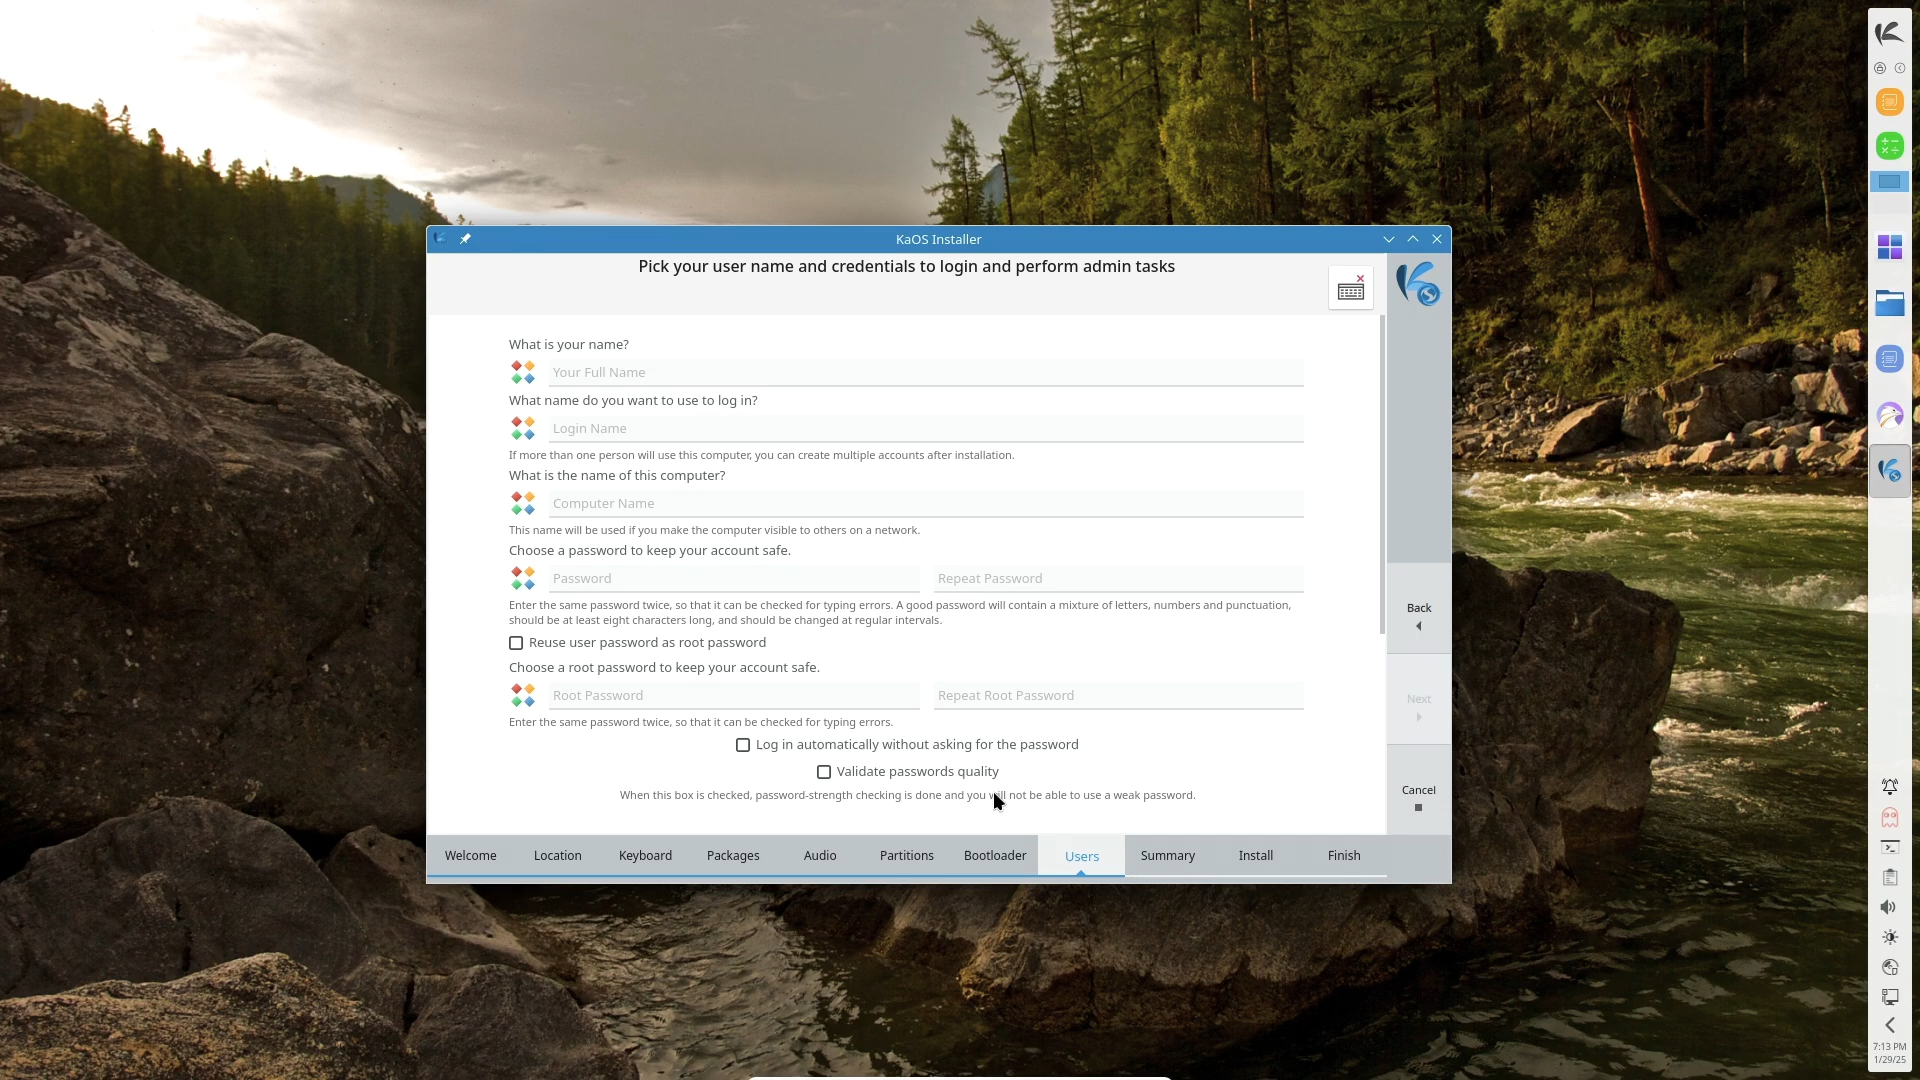 KaOS Installer
Pick your user name and credentials to login and perform admin tasks
What is your name?
Your Full Name
What name do you want to use to log in?
Login Name
If more than one person will use this computer, you can create multiple accounts after installation.
What is the name of this computer?
Computer Name
This name will be used if you make the computer visible to others on a network.
Choose a password to keep your account safe.
Password Repeat Password
Enter the same password twice, so that it can be checked for typing errors. A good password will contain a mixture of letters, numbers and punctuation,
should be at least eight characters long, and should be changed at regular intervals.
Reuse user password as root password
Choose a root password to keep your account safe.
Root Password Repeat Root Password
Enter the same password twice, so that it can be checked for typing errors.
Log in automatically without asking for the password
Validate passwords quality
When this box is checked, password-strength checking is done and you will not be able to use a weak password.
Back
Next
Cancel
Welcome Location Keyboard Packages Audio Partitions Bootloader Users Summary Install Finish
7:13 PM
1/29/25